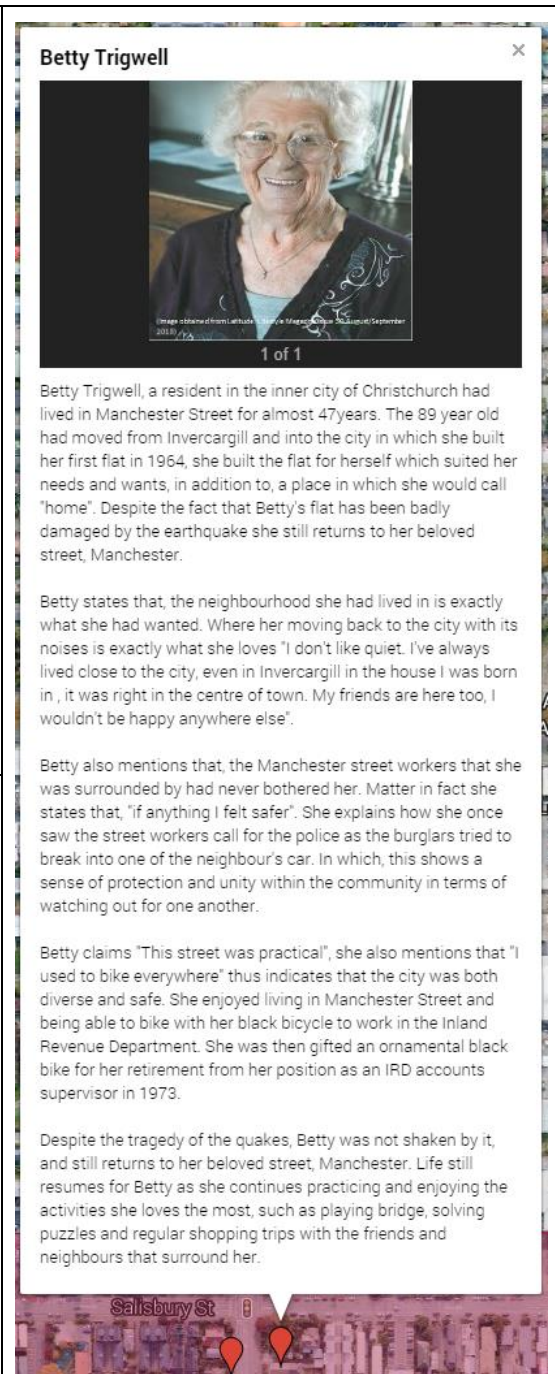 Betty Trigwell
×
(Image obtained from Latitude Lifestyle Magazine Issue 50 August/September
2013)
1 of 1
Betty Trigwell, a resident in the inner city of Christchurch had
lived in Manchester Street for almost 47years. The 89 year old
had moved from Invercargill and into the city in which she built
her first flat in 1964, she built the flat for herself which suited her
needs and wants, in addition to, a place in which she would call
"home". Despite the fact that Betty's flat has been badly
damaged by the earthquake she still returns to her beloved
street, Manchester.
Betty states that, the neighbourhood she had lived in is exactly
what she had wanted. Where her moving back to the city with its
noises is exactly what she loves "I don't like quiet. I've always
lived close to the city, even in Invercargill in the house I was born
in , it was right in the centre of town. My friends are here too, I
wouldn't be happy anywhere else".
Betty also mentions that, the Manchester street workers that she
was surrounded by had never bothered her. Matter in fact she
states that, "if anything I felt safer". She explains how she once
saw the street workers call for the police as the burglars tried to
break into one of the neighbour's car. In which, this shows a
sense of protection and unity within the community in terms of
watching out for one another.
Betty claims "This street was practical", she also mentions that "I
used to bike everywhere" thus indicates that the city was both
diverse and safe. She enjoyed living in Manchester Street and
being able to bike with her black bicycle to work in the Inland
Revenue Department. She was then gifted an ornamental black
bike for her retirement from her position as an IRD accounts
supervisor in 1973.
Despite the tragedy of the quakes, Betty was not shaken by it,
and still returns to her beloved street, Manchester. Life still
resumes for Betty as she continues practicing and enjoying the
activities she loves the most, such as playing bridge, solving
puzzles and regular shopping trips with the friends and
neighbours that surround her.
Salisbury St